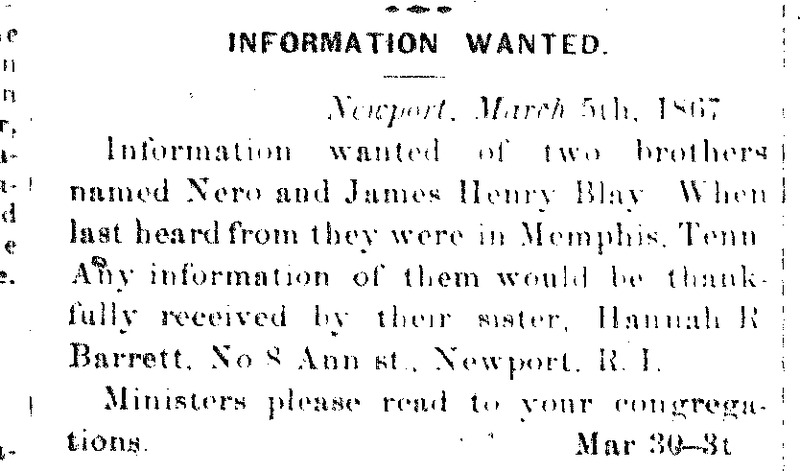 INFORMATION WANTED.
Newport, March 5th, 1867
Information wanted of two brothers
named Nero and James Henry Blay When
last heard from they were in Memphis, Tenn
Any information of them would be thank-
fully received by their sister, Hannah R
Barrett, No 8 Ann st., Newport, R. I.
Ministers please read to your congrega-
tions.
Mar 30–3t